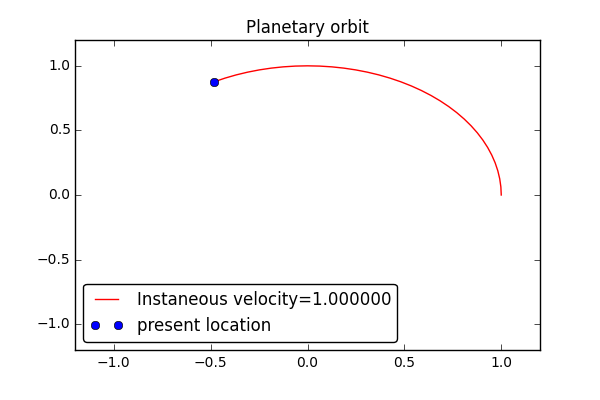 Planetary orbit
1.0
0.5
0.0
−0.5
−1.0
Instaneous velocity=1.000000
present location
−1.0 −0.5 0.0 0.5 1.0